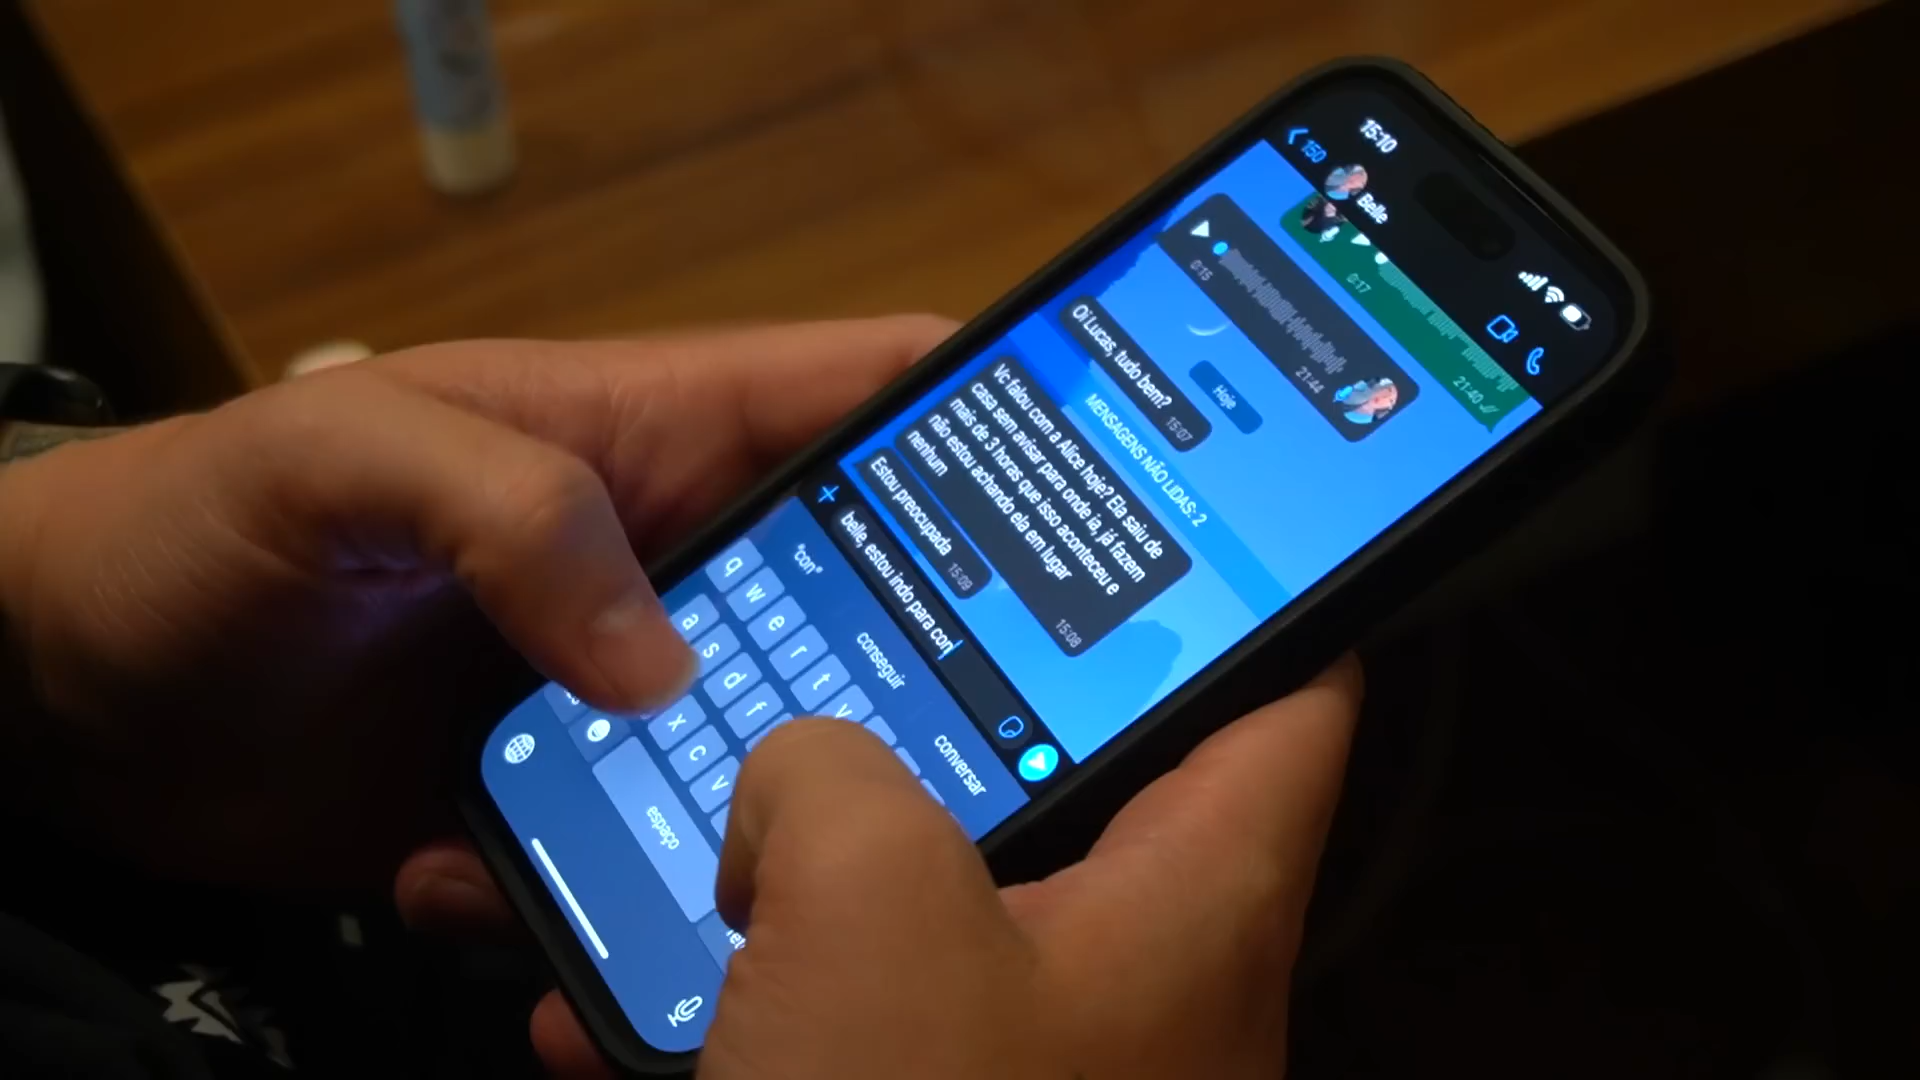 15:10
150
Belle
0:17
21:40
0:15
21:44
Hoje
Oi Lucas, tudo bem?
15:07
MENSAGENS NÃO LIDAS: 2
Vc falou com a Alice hoje? Ela saiu de
casa sem avisar para onde ia, já fazem
mais de 3 horas que isso aconteceu e
não estou achando ela em lugar
nenhum
15:08
Estou preocupada
15:09
belle, estou indo para con
"con"
conseguir
conversar
q w e r t
a s d f
x c v
espaço